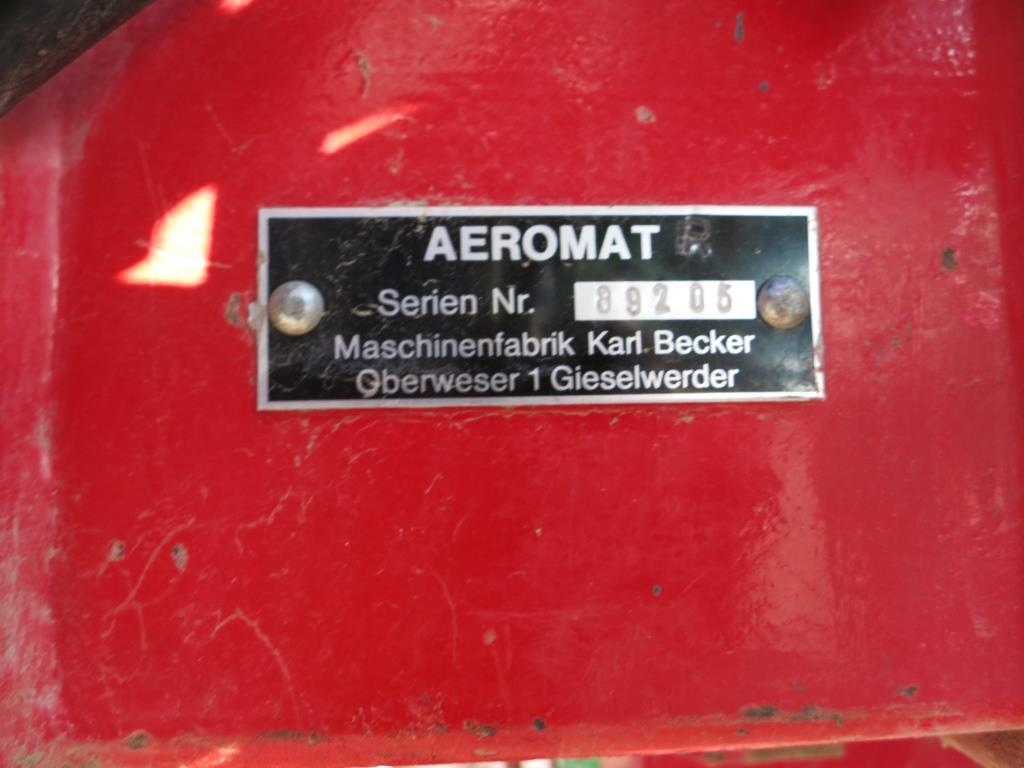 AEROMAT R
Serien Nr. 89205
Maschinenfabrik Karl Becker
Oberweser 1 Gieselwerder